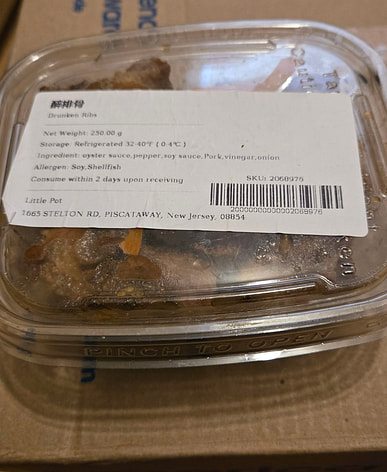 醉排骨
Drunken Ribs
Net Weight: 250.00 g
Storage: Refrigerated 32-40°F ( 0-4℃ )
Ingredient: oyster sauce,pepper,soy sauce,Pork,vinegar,onion
Allergen: Soy,Shellfish
Consume within 2 days upon receiving
SKU: 2068976
2000000000002068976
Little Pot
1665 STELTON RD, PISCATAWAY, New Jersey, 08854
PINCH TO OPEN